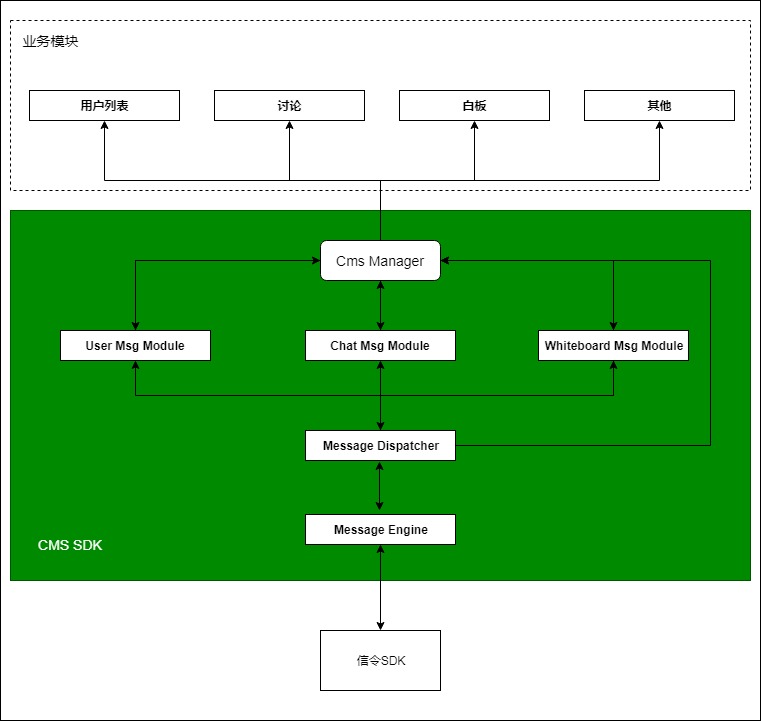 业务模块
用户列表
讨论
白板
其他
Cms Manager
User Msg Module
Chat Msg Module
Whiteboard Msg Module
Message Dispatcher
Message Engine
CMS SDK
信令SDK